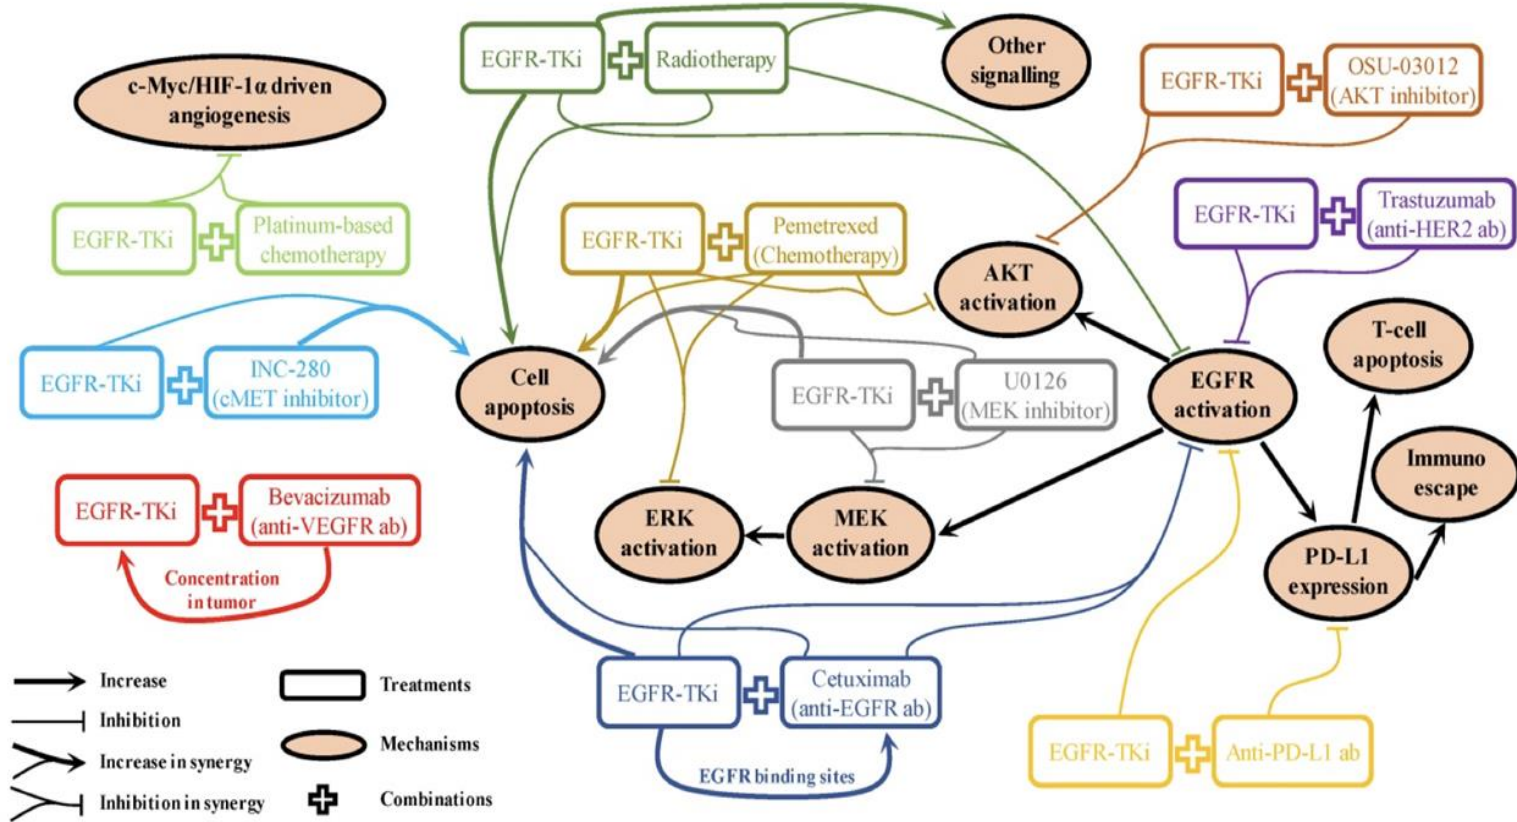 EGFR-TKi
Radiotherapy
Other
signalling
c-Myc/HIF-1α driven
angiogenesis
EGFR-TKi
OSU-03012
(AKT inhibitor)
EGFR-TKi
Platinum-based
chemotherapy
EGFR-TKi
Pemetrexed
(Chemotherapy)
EGFR-TKi
Trastuzumab
(anti-HER2 ab)
AKT
activation
T-cell
apoptosis
EGFR-TKi
INC-280
(cMET inhibitor)
Cell
apoptosis
EGFR-TKi
U0126
(MEK inhibitor)
EGFR
activation
Immuno
escape
EGFR-TKi
Bevacizumab
(anti-VEGFR ab)
Concentration
in tumor
ERK
activation
MEK
activation
PD-L1
expression
EGFR-TKi
Cetuximab
(anti-EGFR ab)
EGFR binding sites
EGFR-TKi
Anti-PD-L1 ab
Increase
Inhibition
Increase in synergy
Inhibition in synergy
Treatments
Mechanisms
Combinations